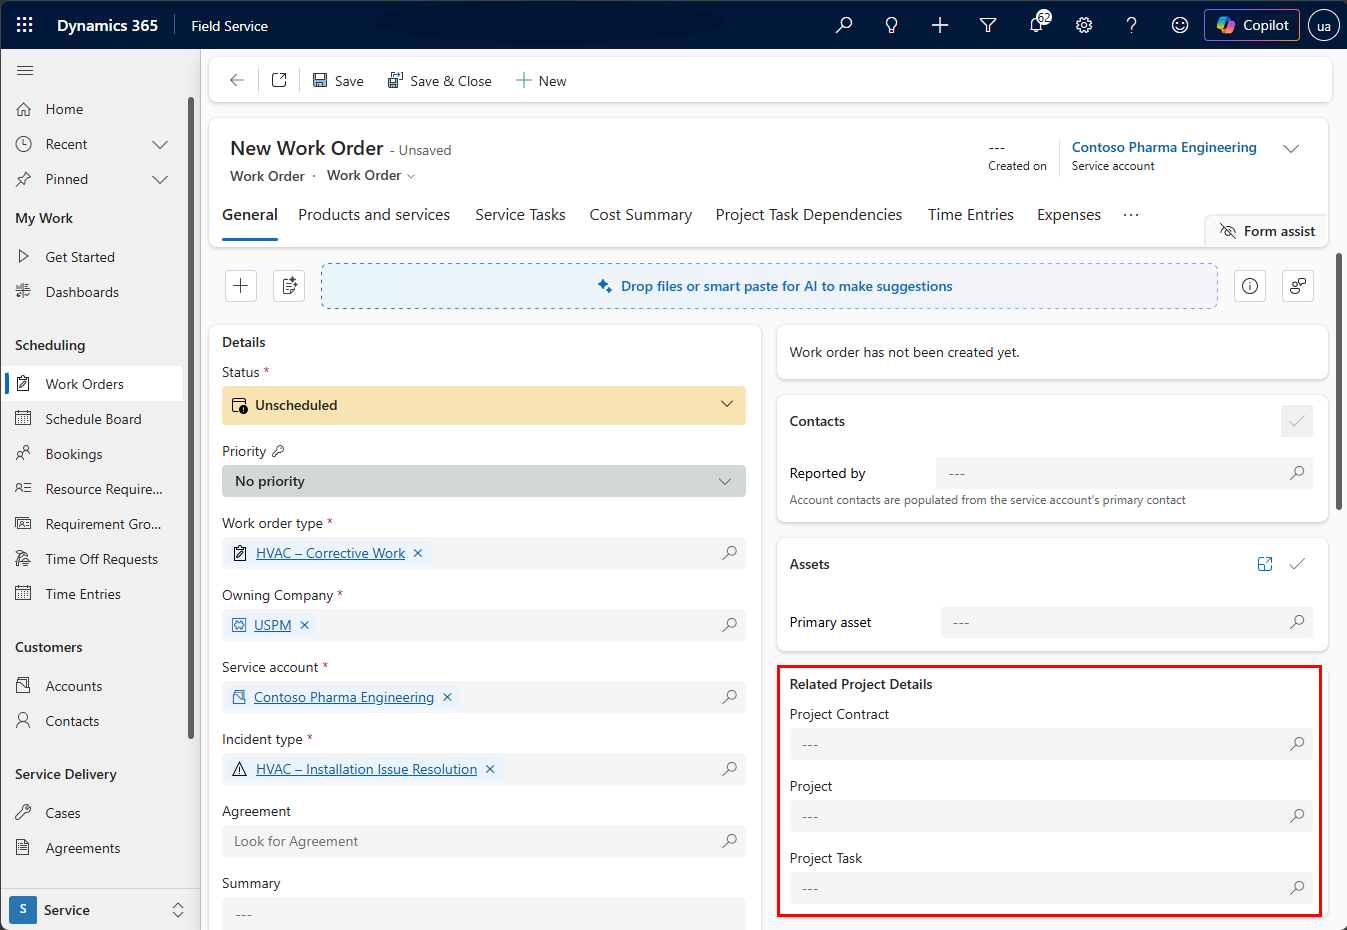 Dynamics 365
Field Service
62
Copilot
ua
Home
Recent
Pinned
My Work
Get Started
Dashboards
Scheduling
Work Orders
Schedule Board
Bookings
Resource Require...
Requirement Gro...
Time Off Requests
Time Entries
Customers
Accounts
Contacts
Service Delivery
Cases
Agreements
S Service
Save
Save & Close
New
New Work Order - Unsaved
Work Order · Work Order
---
Created on
Contoso Pharma Engineering
Service account
General Products and services Service Tasks Cost Summary Project Task Dependencies Time Entries Expenses ···
Form assist
Drop files or smart paste for AI to make suggestions
Details
Status *
Unscheduled
Priority
No priority
Work order type *
HVAC – Corrective Work
Owning Company *
USPM
Service account *
Contoso Pharma Engineering
Incident type *
HVAC – Installation Issue Resolution
Agreement
Look for Agreement
Summary
---
Work order has not been created yet.
Contacts
Reported by ---
Account contacts are populated from the service account's primary contact
Assets
Primary asset ---
Related Project Details
Project Contract
---
Project
---
Project Task
---